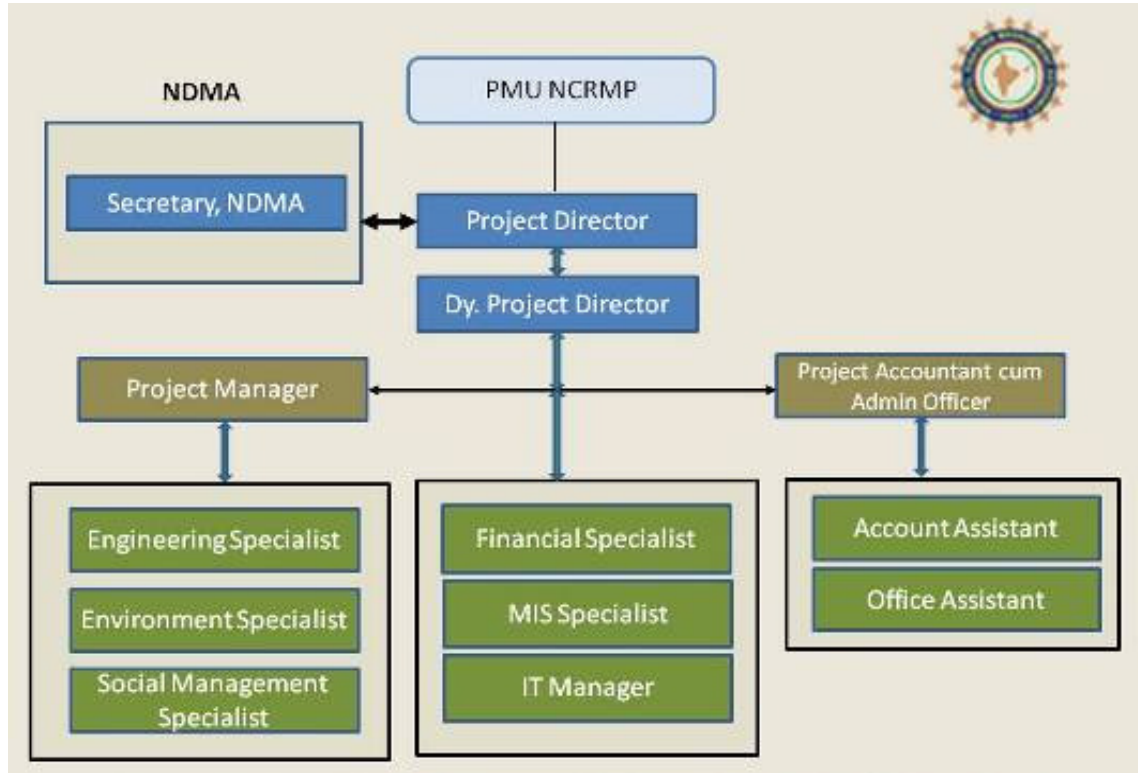 NDMA
PMU NCRMP
Secretary, NDMA
Project Director
Dy. Project Director
Project Manager
Project Accountant cum
Admin Officer
Engineering Specialist
Environment Specialist
Social Management
Specialist
Financial Specialist
MIS Specialist
IT Manager
Account Assistant
Office Assistant